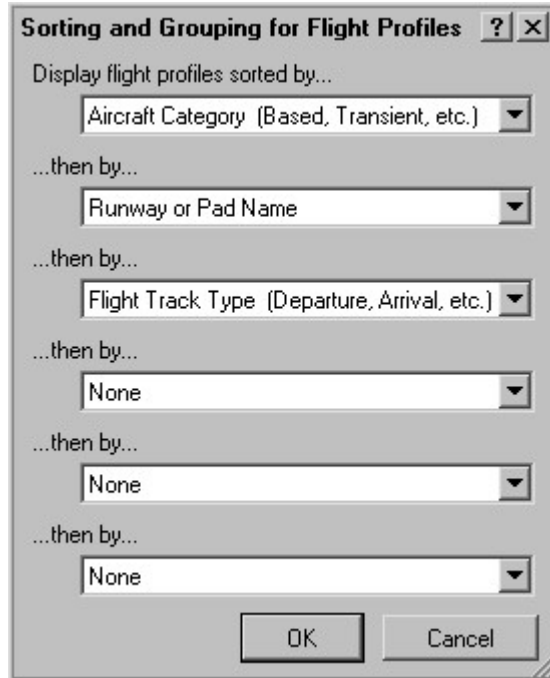 Sorting and Grouping for Flight Profiles ? ×
Display flight profiles sorted by...
Aircraft Category (Based, Transient, etc.)
...then by...
Runway or Pad Name
...then by...
Flight Track Type (Departure, Arrival, etc.)
...then by...
None
...then by...
None
...then by...
None
OK Cancel